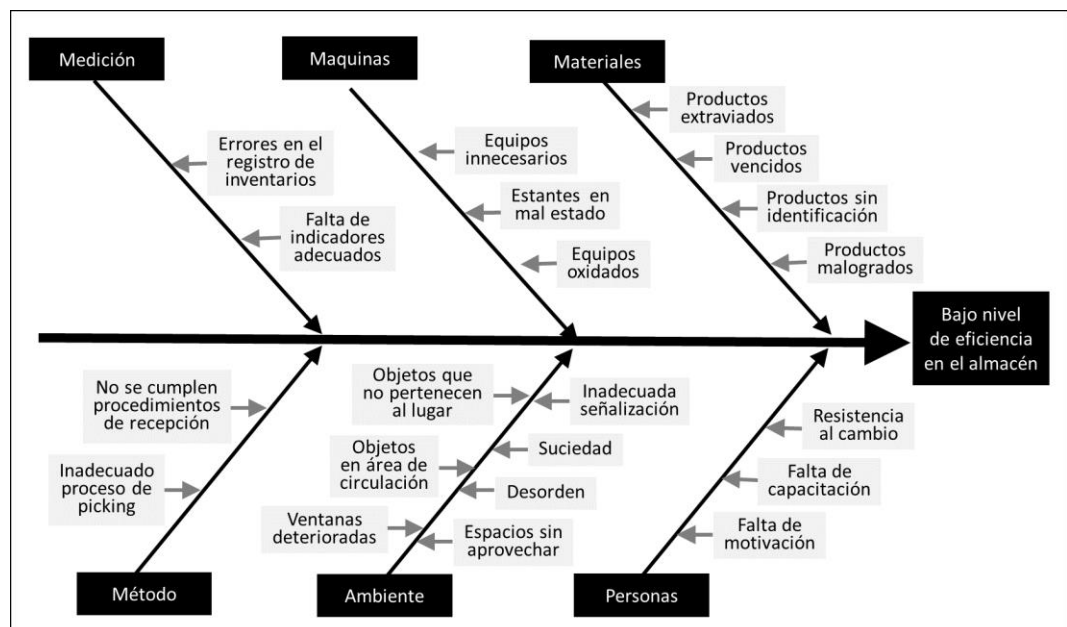 Medición
Maquinas
Materiales
Productos
extraviados
Errores en el
registro de
inventarios
Equipos
innecesarios
Productos
vencidos
Estantes en
mal estado
Productos sin
identificación
Falta de
indicadores
adecuados
Equipos
oxidados
Productos
malogrados
Bajo nivel
de eficiencia
en el almacén
No se cumplen
procedimientos
de recepción
Objetos que
no pertenecen
al lugar
Inadecuada
señalización
Resistencia
al cambio
Objetos
en área de
circulación
Suciedad
Inadecuado
proceso de
picking
Desorden
Falta de
capacitación
Ventanas
deterioradas
Espacios sin
aprovechar
Falta de
motivación
Método
Ambiente
Personas